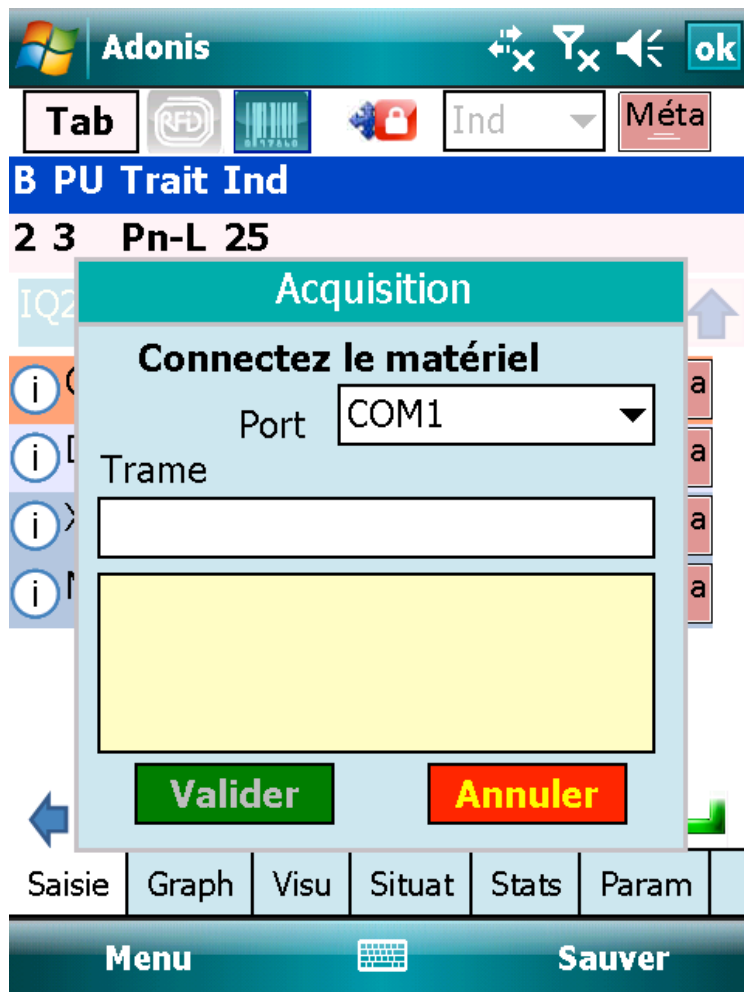 Adonis ok
Tab RFiD Ind Méta
B PU Trait Ind
2 3 Pn-L 25
IQ2
Acquisition
Connectez le matériel
Port COM1
Trame
i a
i a
i a
i a
Valider Annuler
Saisie Graph Visu Situat Stats Param
Menu Sauver